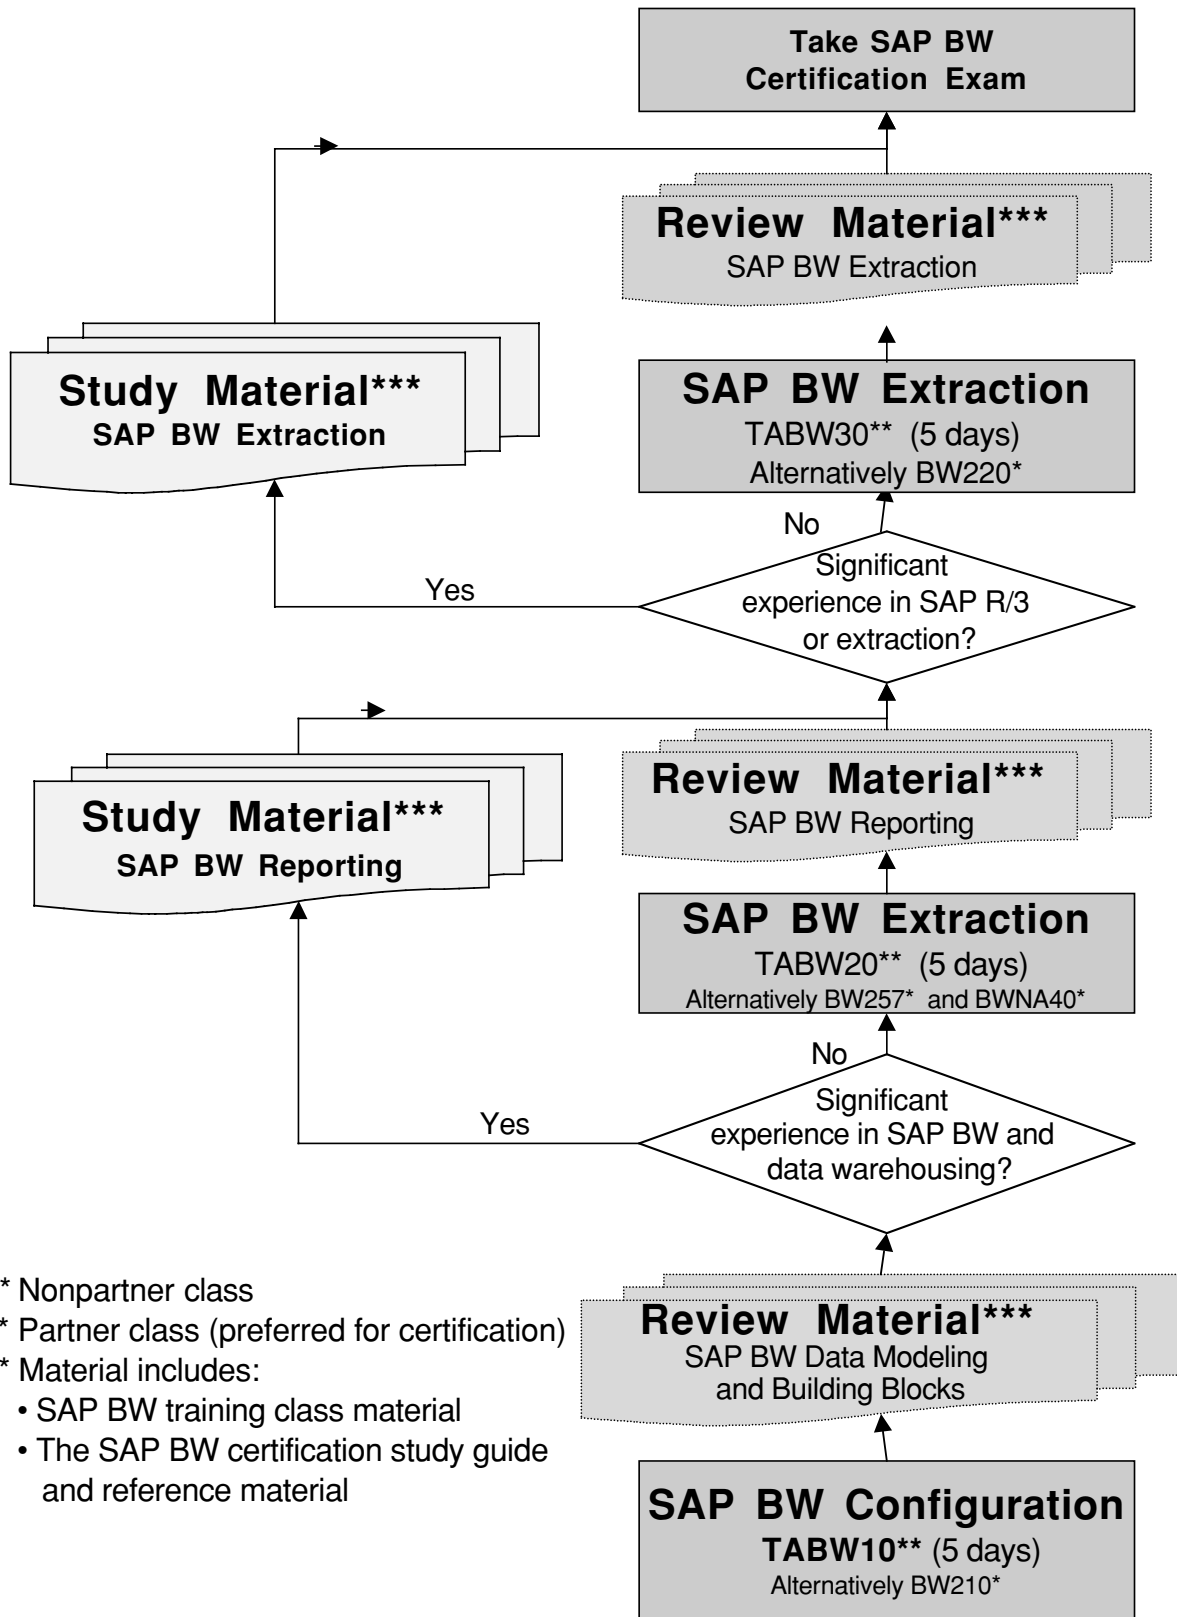 Take SAP BW
Certification Exam
Review Material***
SAP BW Extraction
Study Material***
SAP BW Extraction
SAP BW Extraction
TABW30** (5 days)
Alternatively BW220*
No
Significant
experience in SAP R/3
or extraction?
Yes
Review Material***
SAP BW Reporting
Study Material***
SAP BW Reporting
SAP BW Extraction
TABW20** (5 days)
Alternatively BW257* and BWNA40*
No
Significant
experience in SAP BW and
data warehousing?
Yes
* Nonpartner class
* Partner class (preferred for certification)
* Material includes:
• SAP BW training class material
• The SAP BW certification study guide
and reference material
Review Material***
SAP BW Data Modeling
and Building Blocks
SAP BW Configuration
TABW10** (5 days)
Alternatively BW210*